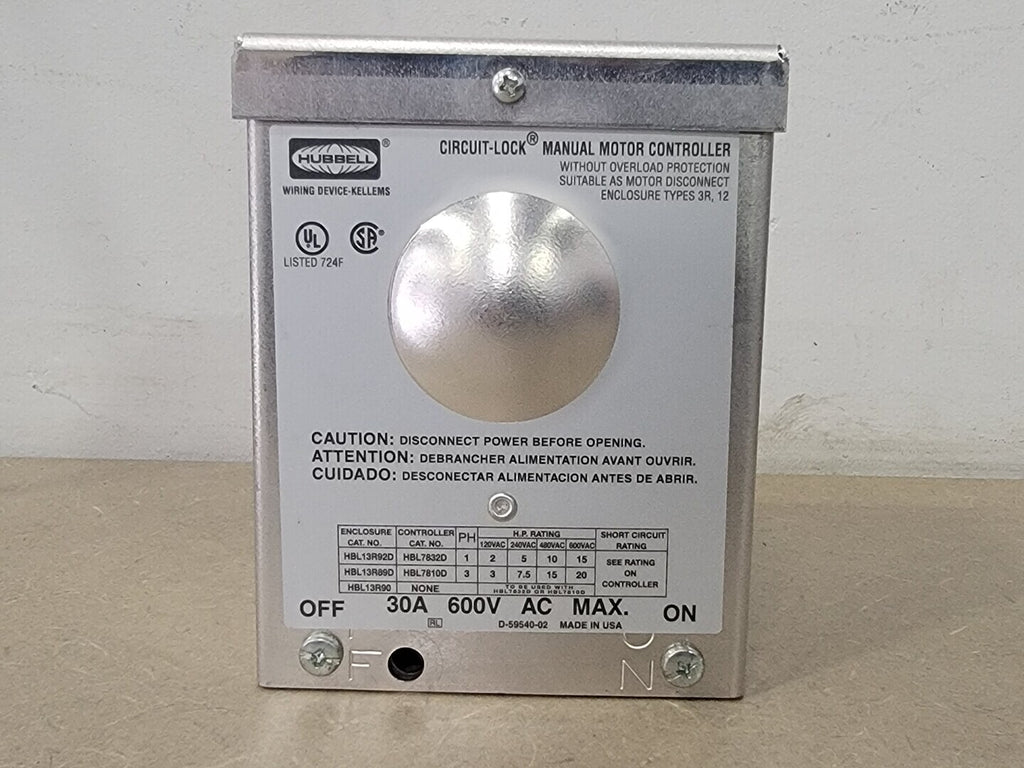 HUBBELL®
WIRING DEVICE-KELLEMS
CIRCUIT-LOCK® MANUAL MOTOR CONTROLLER
WITHOUT OVERLOAD PROTECTION
SUITABLE AS MOTOR DISCONNECT
ENCLOSURE TYPES 3R, 12
UL SA®
LISTED 724F
CAUTION: DISCONNECT POWER BEFORE OPENING.
ATTENTION: DEBRANCHER ALIMENTATION AVANT OUVRIR.
CUIDADO: DESCONECTAR ALIMENTACION ANTES DE ABRIR.
ENCLOSURE CAT. NO. CONTROLLER CAT. NO. PH H.P. RATING SHORT CIRCUIT RATING
120VAC 240VAC 480VAC 600VAC
HBL13R92D HBL7832D 1 2 5 10 15 SEE RATING ON CONTROLLER
HBL13R89D HBL7810D 3 3 7.5 15 20
HBL13R90 NONE TO BE USED WITH HBL7832D OR HBL7810D
OFF 30A 600V AC MAX. ON
RL D-59540-02 MADE IN USA
F O
N